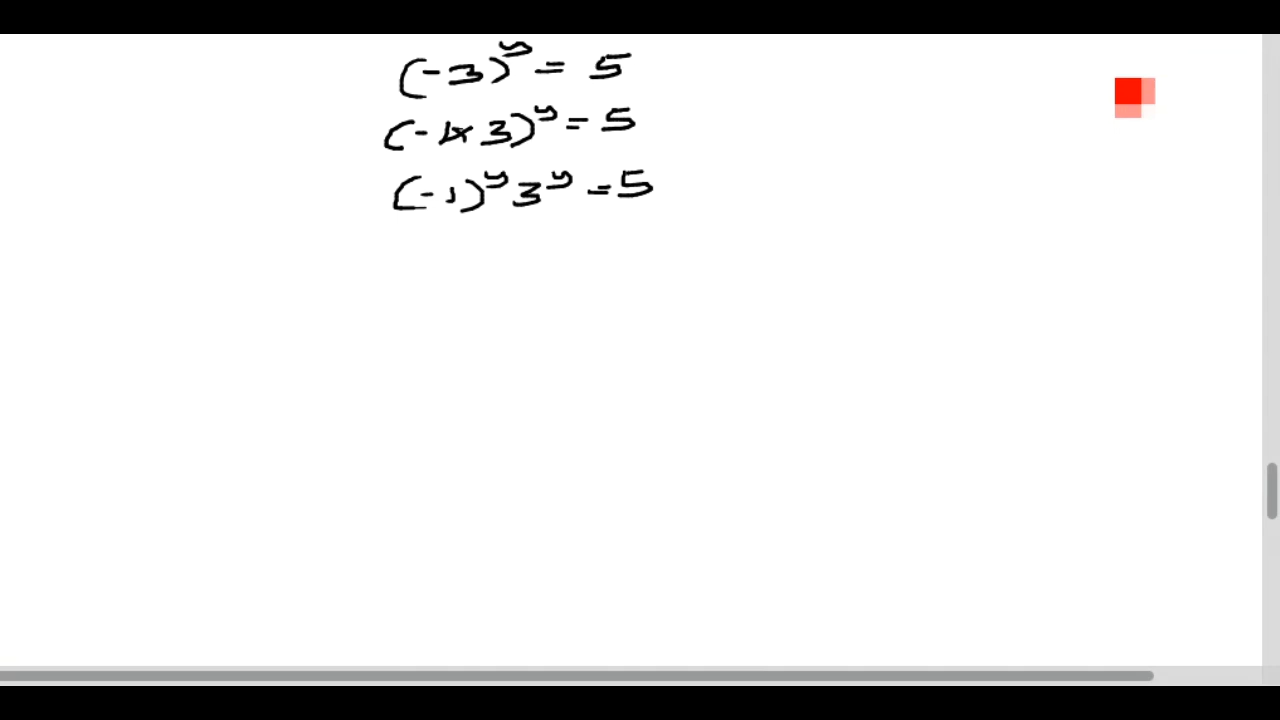 (-3)^y = 5
(-1×3)^y = 5
(-1)^y 3^y = 5